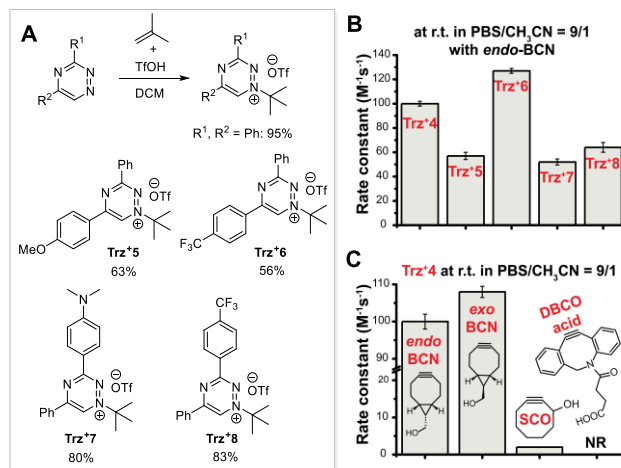 A
R¹
N
N
N
R²
+
TfOH
DCM
R¹
N
N
N
⊕
R²
⊖
OTf
R¹, R² = Ph: 95%
Ph
N
N
N
⊕
⊖
OTf
MeO
Trz⁺5
63%
Ph
N
N
N
⊕
⊖
OTf
F₃C
Trz⁺6
56%
N
N
N
N
⊕
⊖
OTf
Ph
Trz⁺7
80%
CF₃
N
N
N
⊕
⊖
OTf
Ph
Trz⁺8
83%
B
at r.t. in PBS/CH₃CN = 9/1
with endo-BCN
Rate constant (M⁻¹s⁻¹)
140
120
100
80
60
40
20
0
Trz⁺4
Trz⁺5
Trz⁺6
Trz⁺7
Trz⁺8
C
Trz⁺4 at r.t. in PBS/CH₃CN = 9/1
Rate constant (M⁻¹s⁻¹)
110
100
90
20
10
0
endo
BCN
H
H
HO
exo
BCN
H
H
HO
SCO
OH
DBCO
acid
N
O
HO
O
NR